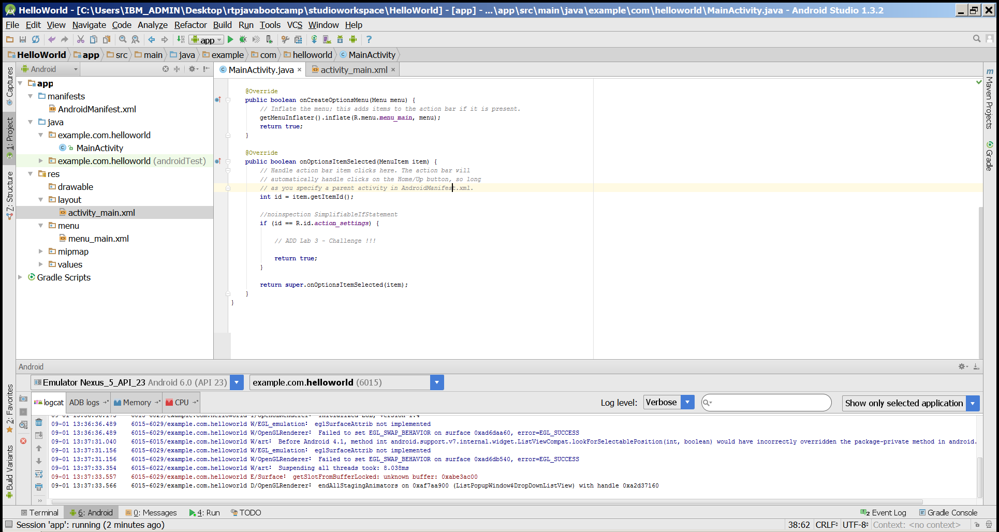 HelloWorld - [C:\Users\IBM_ADMIN\Desktop\rtpjavabootcamp\studioworkspace\HelloWorld] - [app] - ...\app\src\main\java\example\com\helloworld\MainActivity.java - Android Studio 1.3.2
File Edit View Navigate Code Analyze Refactor Build Run Tools VCS Window Help
app
HelloWorld app src main java example com helloworld MainActivity
Android
MainActivity.java activity_main.xml
Captures
1: Project
Z: Structure
2: Favorites
Build Variants
m Maven Projects
Gradle
app
manifests
AndroidManifest.xml
java
example.com.helloworld
MainActivity
example.com.helloworld (androidTest)
res
drawable
layout
activity_main.xml
menu
menu_main.xml
mipmap
values
Gradle Scripts
@Override
public boolean onCreateOptionsMenu(Menu menu) {
// Inflate the menu; this adds items to the action bar if it is present.
getMenuInflater().inflate(R.menu.menu_main, menu);
return true;
}
@Override
public boolean onOptionsItemSelected(MenuItem item) {
// Handle action bar item clicks here. The action bar will
// automatically handle clicks on the Home/Up button, so long
// as you specify a parent activity in AndroidManifest.xml.
int id = item.getItemId();
//noinspection SimplifiableIfStatement
if (id == R.id.action_settings) {
// ADD Lab 3 - Challenge !!!
return true;
}
return super.onOptionsItemSelected(item);
}
}
Android
Emulator Nexus_5_API_23 Android 6.0 (API 23) example.com.helloworld (6015)
logcat ADB logs Memory CPU Log level: Verbose Show only selected application
09-01 13:36:36.175 6015-6029/example.com.helloworld I/OpenGLRenderer: Initialized EGL, version 1.4
09-01 13:36:36.489 6015-6029/example.com.helloworld W/EGL_emulation: eglSurfaceAttrib not implemented
09-01 13:36:36.489 6015-6029/example.com.helloworld W/OpenGLRenderer: Failed to set EGL_SWAP_BEHAVIOR on surface 0xad6daa60, error=EGL_SUCCESS
09-01 13:37:31.040 6015-6015/example.com.helloworld W/art: Before Android 4.1, method int android.support.v7.internal.widget.ListViewCompat.lookForSelectablePosition(int, boolean) would have incorrectly overridden the package-private method in android.
09-01 13:37:31.156 6015-6029/example.com.helloworld W/EGL_emulation: eglSurfaceAttrib not implemented
09-01 13:37:31.156 6015-6029/example.com.helloworld W/OpenGLRenderer: Failed to set EGL_SWAP_BEHAVIOR on surface 0xad6db540, error=EGL_SUCCESS
09-01 13:37:33.354 6015-6022/example.com.helloworld W/art: Suspending all threads took: 8.038ms
09-01 13:37:33.557 6015-6029/example.com.helloworld E/Surface: getSlotFromBufferLocked: unknown buffer: 0xabe3ac00
09-01 13:37:33.566 6015-6029/example.com.helloworld D/OpenGLRenderer: endAllStagingAnimators on 0xaf7aa900 (ListPopupWindow$DropDownListView) with handle 0xa2d37160
Terminal 6: Android 0: Messages 4: Run TODO 2 Event Log Gradle Console
Session 'app': running (2 minutes ago) 38:62 CRLF UTF-8 Context: <no context>